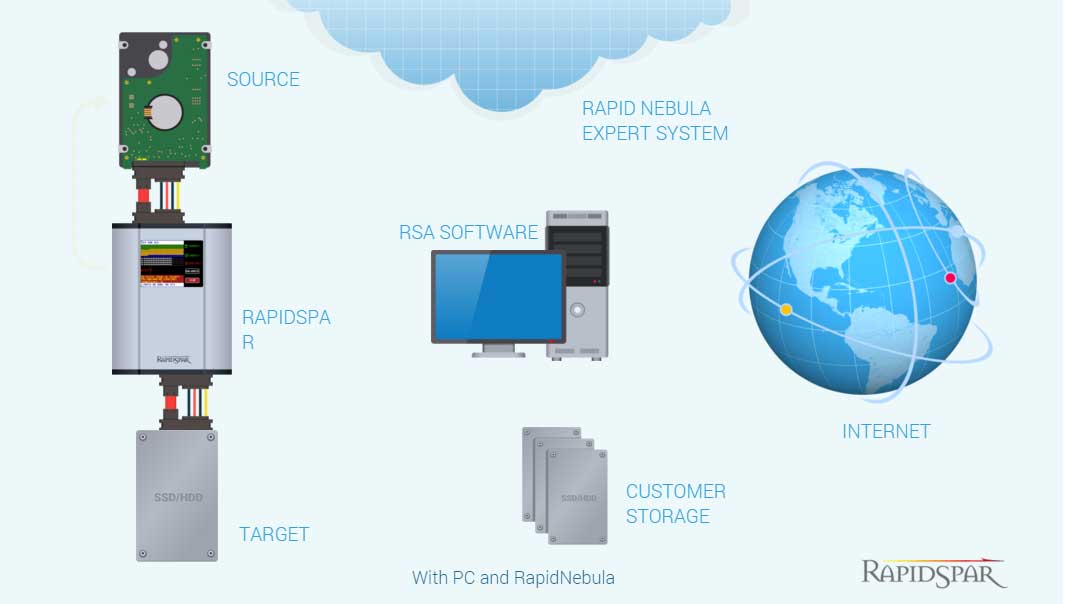 SOURCE
RAPID NEBULA
EXPERT SYSTEM
RSA SOFTWARE
RAPIDSPA
R
RAPIDSPAR
INTERNET
SSD/HDD
SSD/HDD
CUSTOMER
STORAGE
TARGET
With PC and RapidNebula
RAPIDSPAR